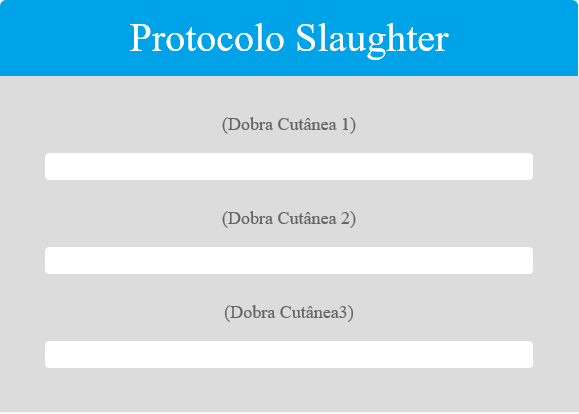 Protocolo Slaughter
(Dobra Cutânea 1)
(Dobra Cutânea 2)
(Dobra Cutânea3)